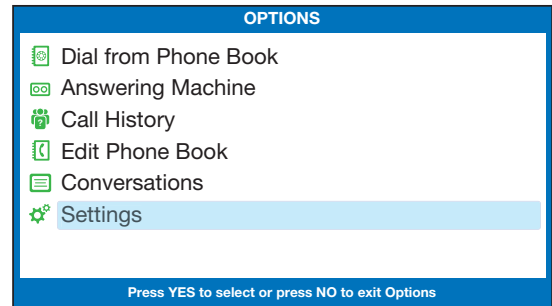 OPTIONS
Dial from Phone Book
Answering Machine
Call History
Edit Phone Book
Conversations
Settings
Press YES to select or press NO to exit Options